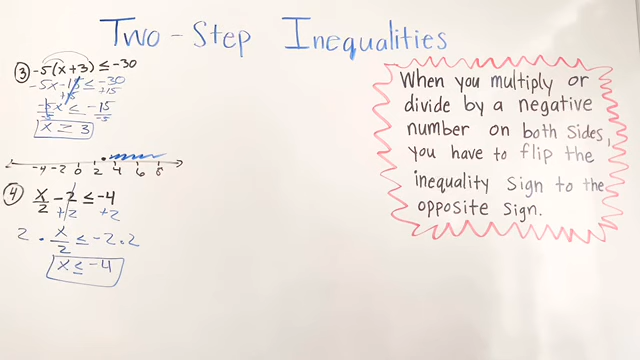 Two-Step Inequalities
③ -5(x+3) ≤ -30
-5x -15 ≤ -30
+15 +15
-5x ≤ -15
-5 -5
x ≥ 3
-4 -2 0 2 4 6 8
④ x/2 - 2 ≤ -4
+2 +2
2 · x/2 ≤ -2 · 2
x ≤ -4
When you multiply or
divide by a negative
number on both sides,
you have to flip the
inequality sign to the
opposite sign.